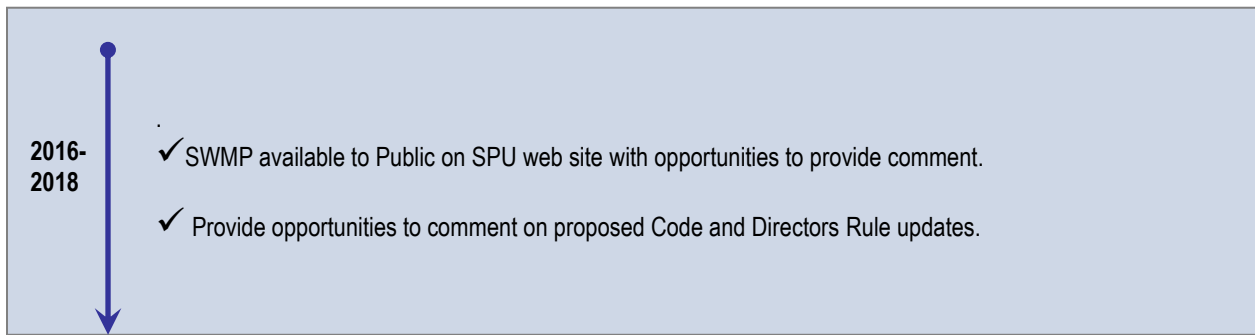 .
2016-
2018
✓SWMP available to Public on SPU web site with opportunities to provide comment.
✓ Provide opportunities to comment on proposed Code and Directors Rule updates.